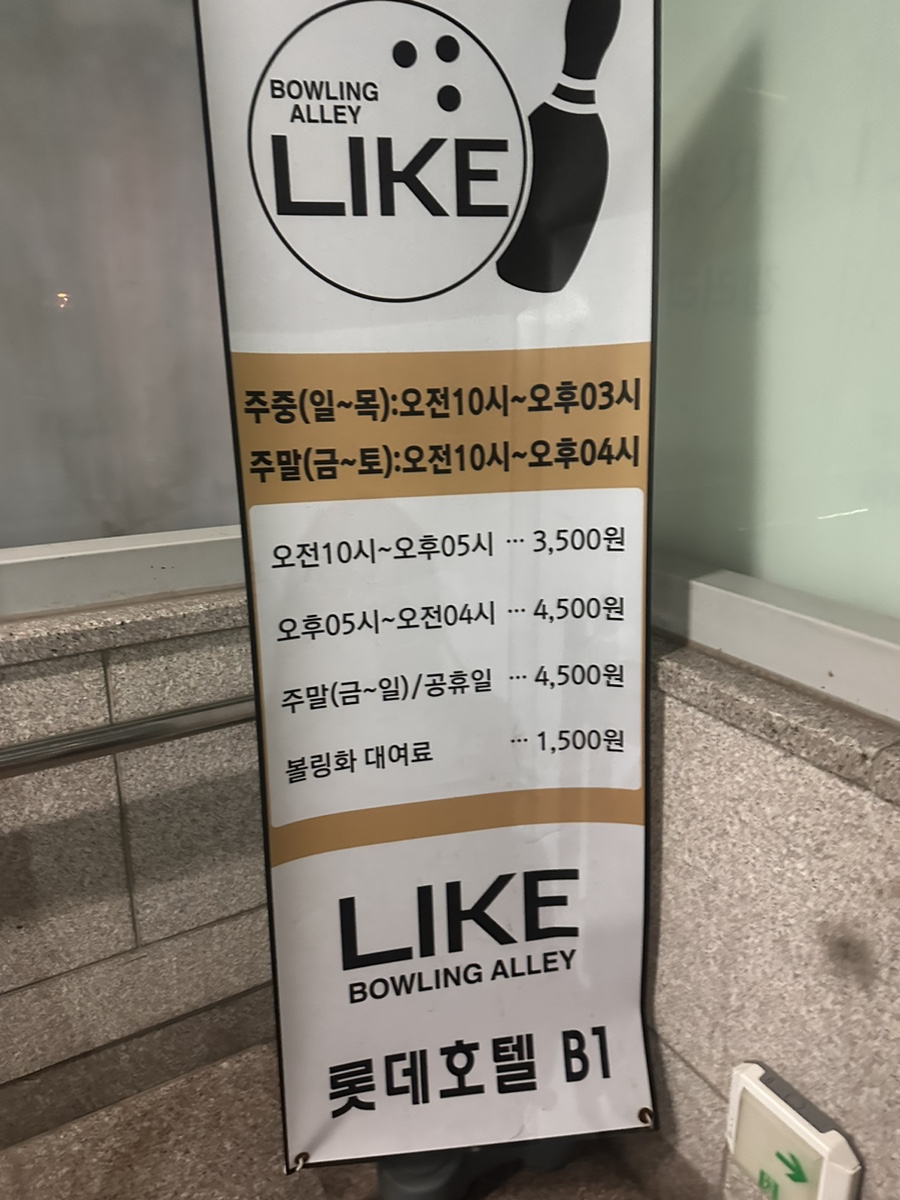 BOWLING
ALLEY
LIKE
주중(일~목):오전10시~오후03시
주말(금~토):오전10시~오후04시
오전10시~오후05시 ··· 3,500원
오후05시~오전04시 ··· 4,500원
주말(금~일)/공휴일 ··· 4,500원
볼링화 대여료 ··· 1,500원
LIKE
BOWLING ALLEY
롯데호텔 B1